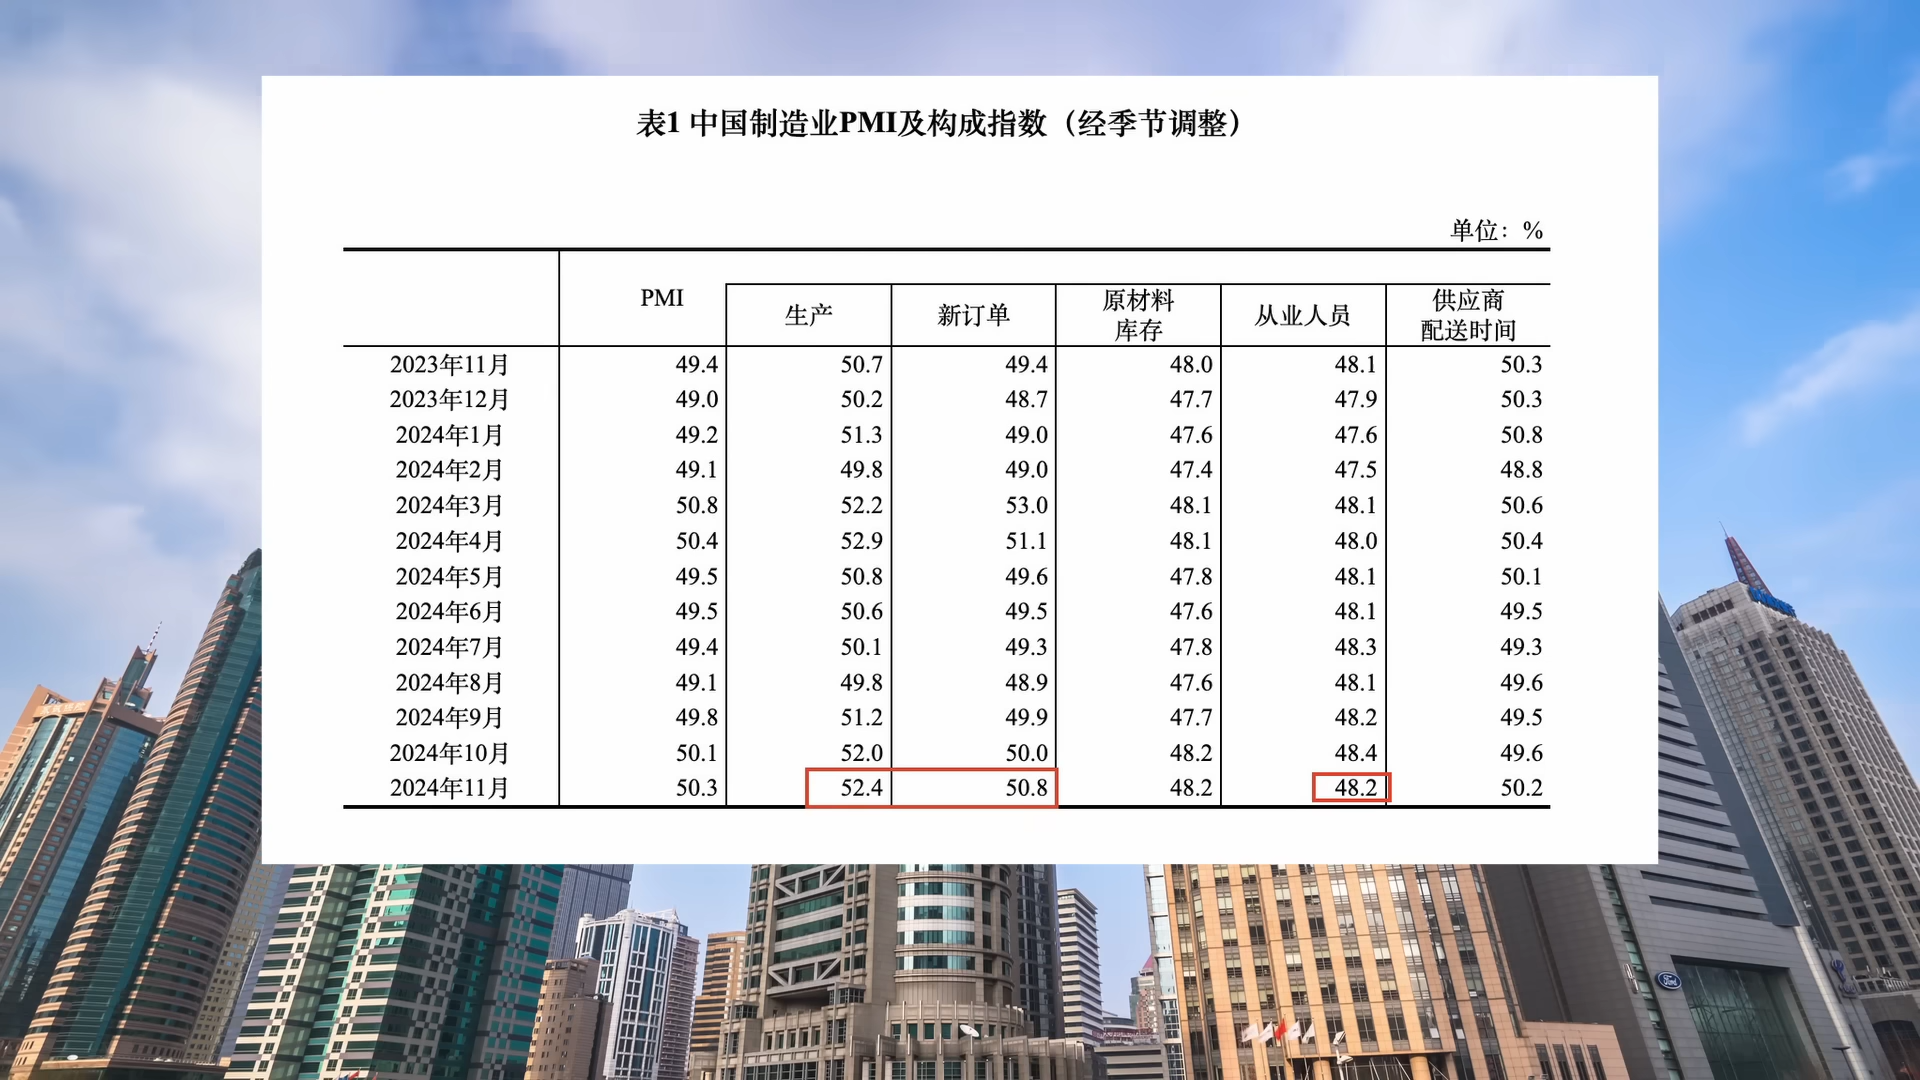 表1 中国制造业PMI及构成指数（经季节调整）
单位：%
PMI
生产 新订单 原材料库存 从业人员 供应商配送时间
2023年11月 49.4 50.7 49.4 48.0 48.1 50.3
2023年12月 49.0 50.2 48.7 47.7 47.9 50.3
2024年1月 49.2 51.3 49.0 47.6 47.6 50.8
2024年2月 49.1 49.8 49.0 47.4 47.5 48.8
2024年3月 50.8 52.2 53.0 48.1 48.1 50.6
2024年4月 50.4 52.9 51.1 48.1 48.0 50.4
2024年5月 49.5 50.8 49.6 47.8 48.1 50.1
2024年6月 49.5 50.6 49.5 47.6 48.1 49.5
2024年7月 49.4 50.1 49.3 47.8 48.3 49.3
2024年8月 49.1 49.8 48.9 47.6 48.1 49.6
2024年9月 49.8 51.2 49.9 47.7 48.2 49.5
2024年10月 50.1 52.0 50.0 48.2 48.4 49.6
2024年11月 50.3 52.4 50.8 48.2 48.2 50.2
Ford